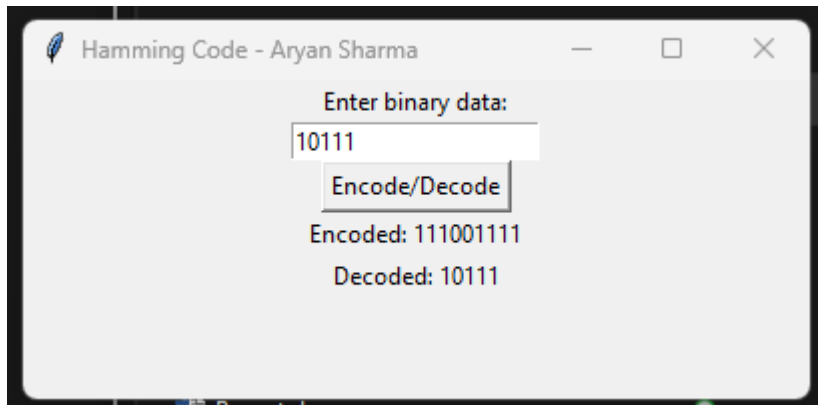 Hamming Code - Aryan Sharma
Enter binary data:
10111
Encode/Decode
Encoded: 111001111
Decoded: 10111